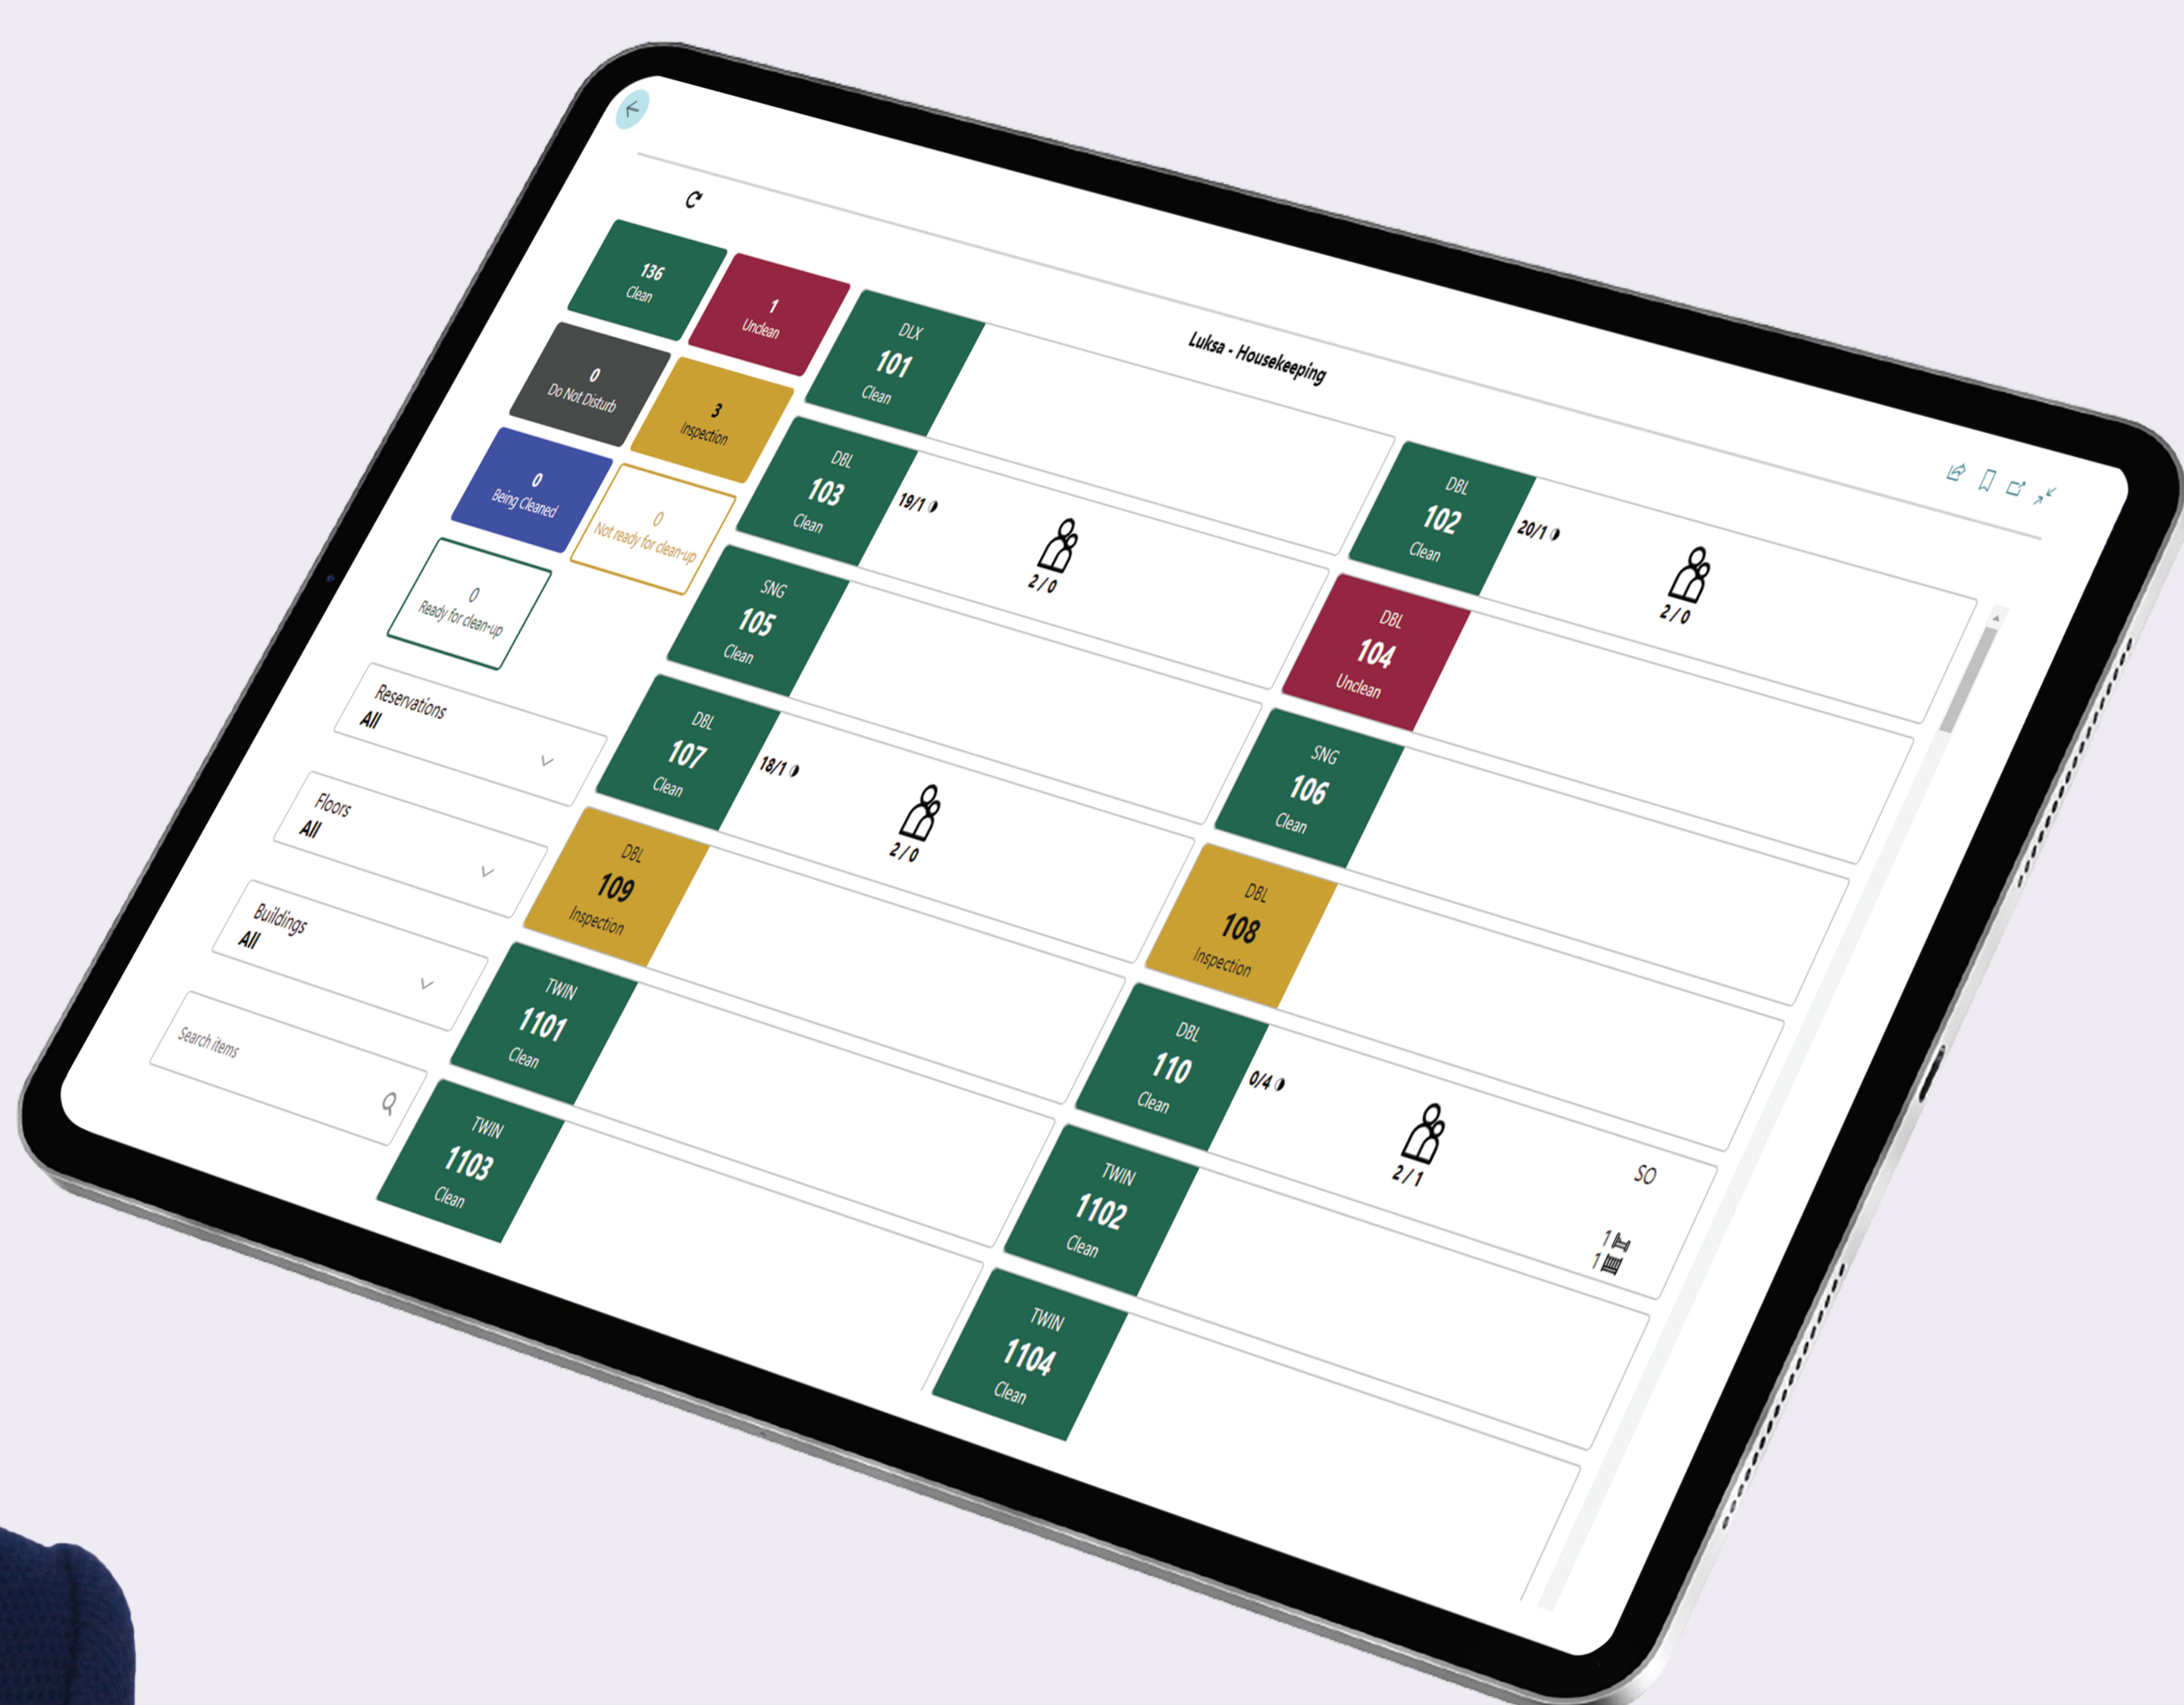 Luksa - Housekeeping
136
Clean
1
Unclean
0
Do Not Disturb
3
Inspection
0
Being Cleaned
0
Not ready for clean-up
0
Ready for clean-up
Reservations
All
Floors
All
Buildings
All
Search items
DLX
101
Clean
DBL
102
Clean
20/1
2 / 0
DBL
103
Clean
19/1
2 / 0
DBL
104
Unclean
SNG
105
Clean
SNG
106
Clean
DBL
107
Clean
18/1
2 / 0
DBL
108
Inspection
DBL
109
Inspection
DBL
110
Clean
0/4
2 / 1
SO
1
1
TWIN
1101
Clean
TWIN
1102
Clean
TWIN
1103
Clean
TWIN
1104
Clean